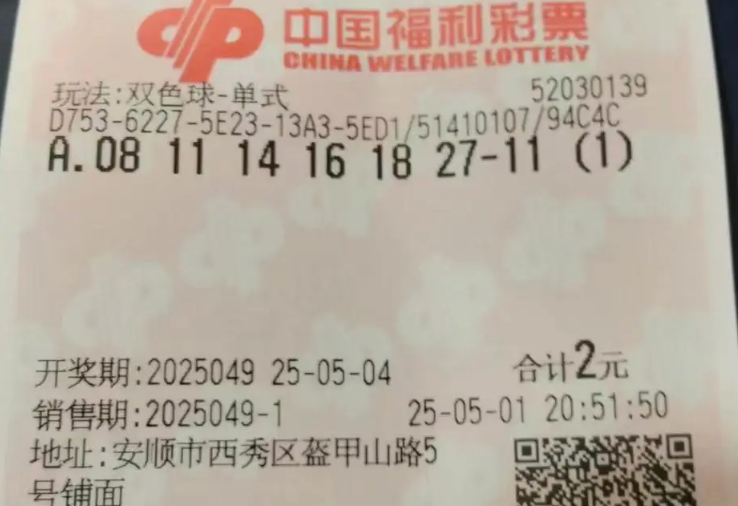 中国福利彩票
CHINA WELFARE LOTTERY
玩法:双色球-单式 52030139
D753-6227-5E23-13A3-5ED1/51410107/94C4C
A.08 11 14 16 18 27-11 (1)
开奖期:2025049 25-05-04 合计2元
销售期:2025049-1 25-05-01 20:51:50
地址:安顺市西秀区盔甲山路5
号铺面